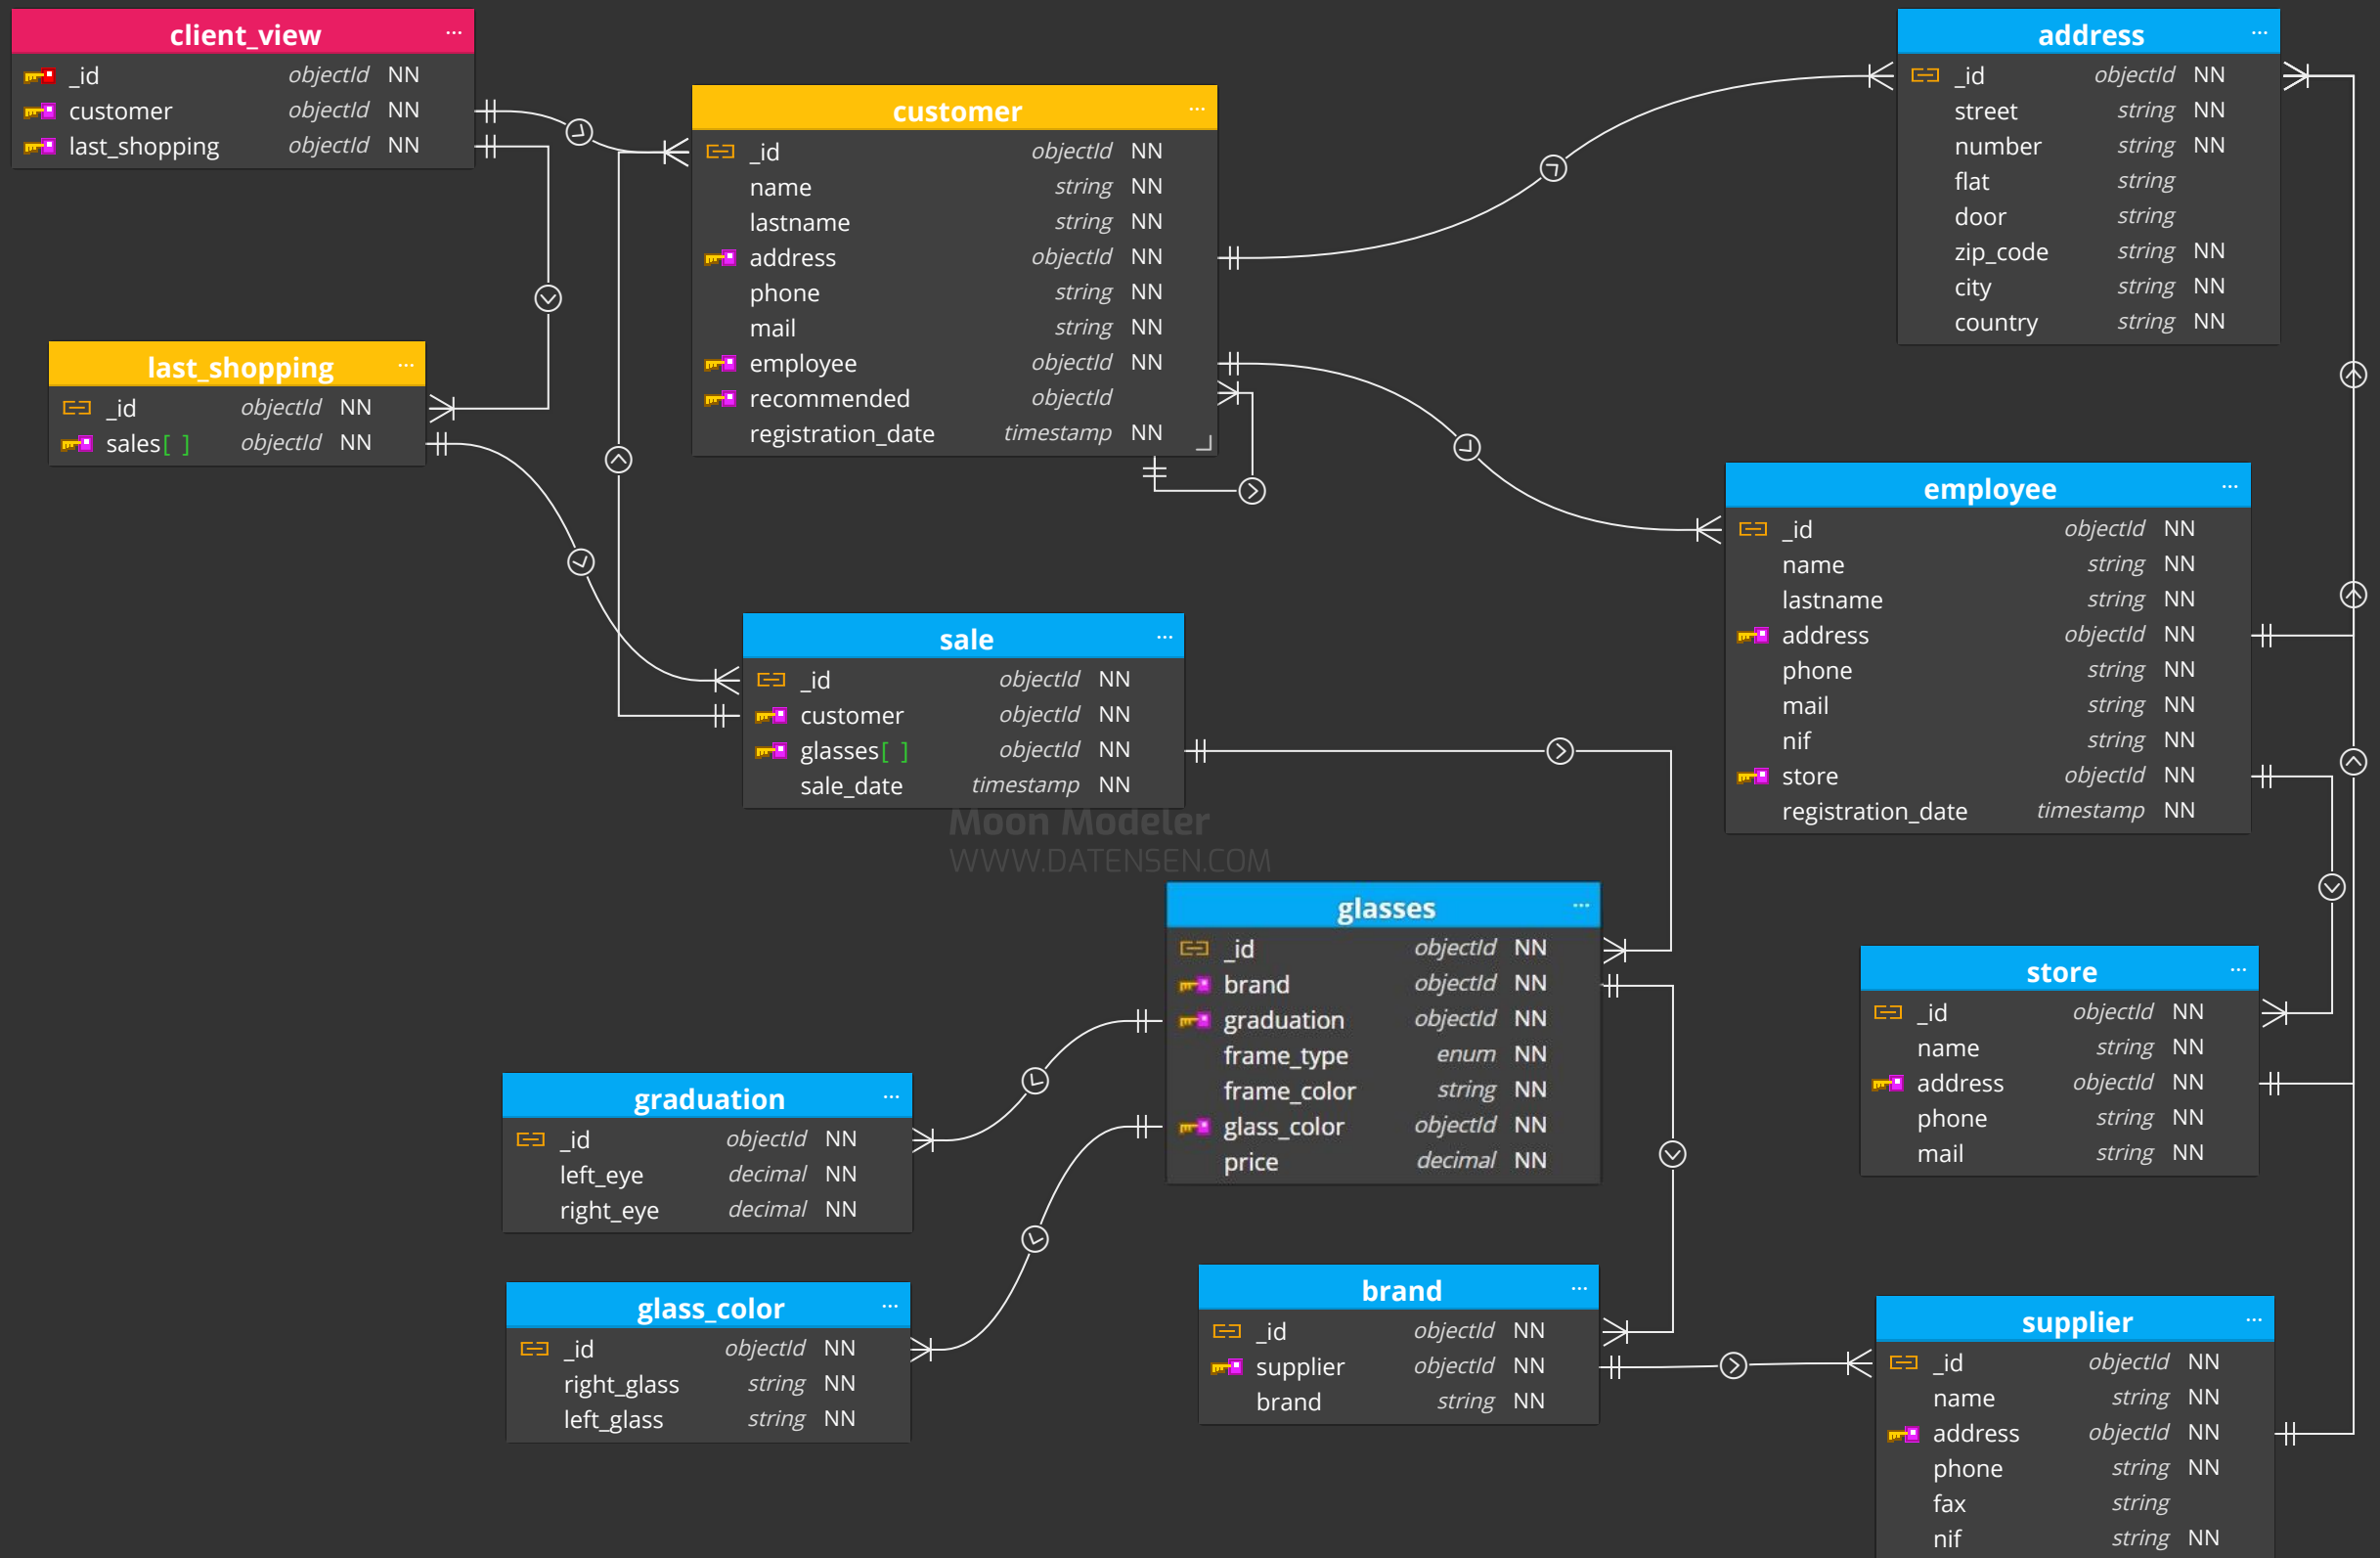 client_view ...
_id objectId NN
customer objectId NN
last_shopping objectId NN
customer ...
_id objectId NN
name string NN
lastname string NN
address objectId NN
phone string NN
mail string NN
employee objectId NN
recommended objectId
registration_date timestamp NN
address ...
_id objectId NN
street string NN
number string NN
flat string
door string
zip_code string NN
city string NN
country string NN
last_shopping ...
_id objectId NN
sales[ ] objectId NN
employee ...
_id objectId NN
name string NN
lastname string NN
address objectId NN
phone string NN
mail string NN
nif string NN
store objectId NN
registration_date timestamp NN
sale ...
_id objectId NN
customer objectId NN
glasses[ ] objectId NN
sale_date timestamp NN
Moon Modeler
WWW.DATENSEN.COM
glasses ...
_id objectId NN
brand objectId NN
graduation objectId NN
frame_type enum NN
frame_color string NN
glass_color objectId NN
price decimal NN
store ...
_id objectId NN
name string NN
address objectId NN
phone string NN
mail string NN
graduation ...
_id objectId NN
left_eye decimal NN
right_eye decimal NN
glass_color ...
_id objectId NN
right_glass string NN
left_glass string NN
brand ...
_id objectId NN
supplier objectId NN
brand string NN
supplier ...
_id objectId NN
name string NN
address objectId NN
phone string NN
fax string
nif string NN